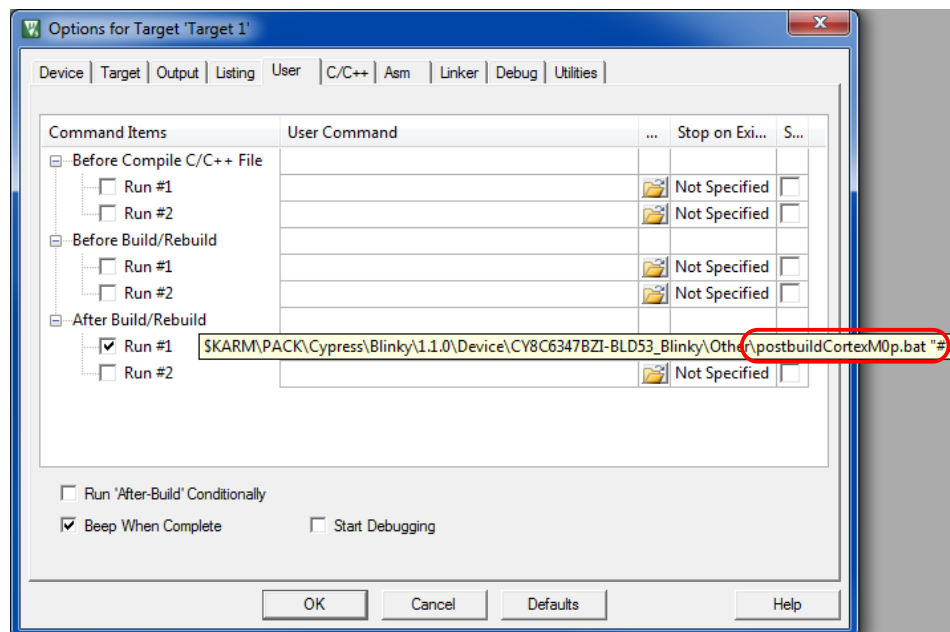 Options for Target 'Target 1'
Device Target Output Listing User C/C++ Asm Linker Debug Utilities
Command Items User Command ... Stop on Exi... S...
Before Compile C/C++ File
Run #1 Not Specified
Run #2 Not Specified
Before Build/Rebuild
Run #1 Not Specified
Run #2 Not Specified
After Build/Rebuild
Run #1 $KARM\PACK\Cypress\Blinky\1.1.0\Device\CY8C6347BZI-BLD53_Blinky\Other\postbuildCortexM0p.bat "#
Run #2 Not Specified
Run 'After-Build' Conditionally
Beep When Complete Start Debugging
OK Cancel Defaults Help